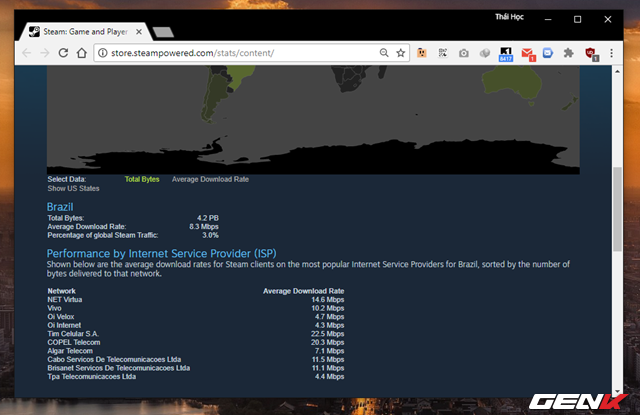 Thái Học
Steam: Game and Player
store.steampowered.com/stats/content/
8417
1
1
Select Data: Total Bytes Average Download Rate
Show US States
Brazil
Total Bytes: 4.2 PB
Average Download Rate: 8.3 Mbps
Percentage of global Steam Traffic: 3.0%
Performance by Internet Service Provider (ISP)
Shown below are the average download rates for Steam clients on the most popular Internet Service Providers for Brazil, sorted by the number of
bytes delivered to that network.
Network Average Download Rate
NET Virtua 14.6 Mbps
Vivo 10.2 Mbps
Oi Velox 4.7 Mbps
Oi Internet 4.3 Mbps
Tim Celular S.A. 22.5 Mbps
COPEL Telecom 20.3 Mbps
Algar Telecom 7.1 Mbps
Cabo Servicos De Telecomunicacoes Ltda 11.5 Mbps
Brisanet Servicos De Telecomunicacoes Ltda 11.1 Mbps
Tpa Telecomunicacoes Ltda 4.4 Mbps
GENK